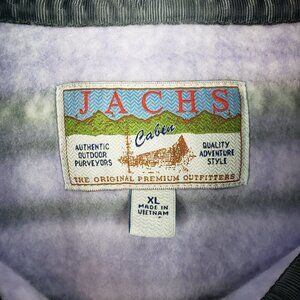 JACHS
Cabin
AUTHENTIC
OUTDOOR
PURVEYORS
QUALITY
ADVENTURE
STYLE
THE ORIGINAL PREMIUM OUTFITTERS
XL
MADE IN
VIETNAM